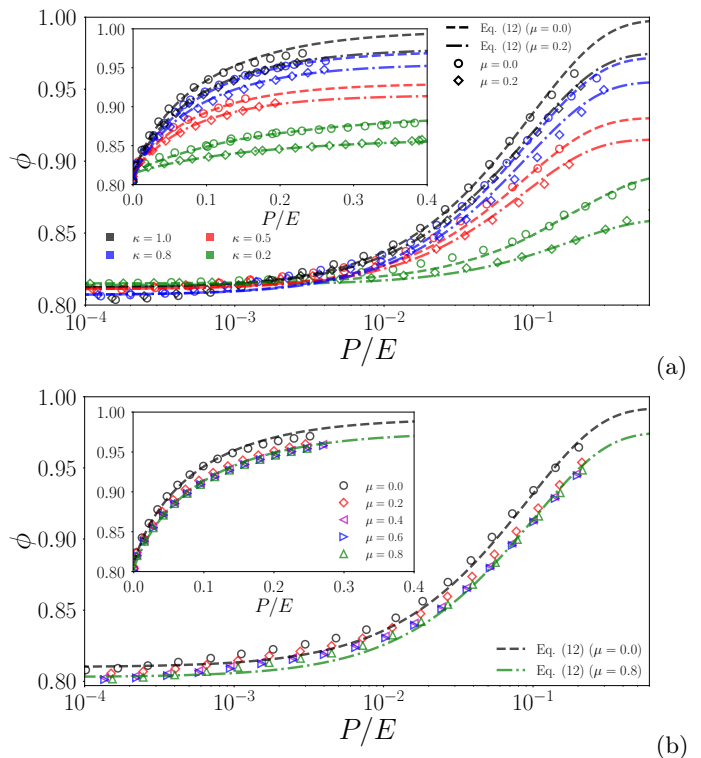 1.00
0.95
0.90
0.85
0.80
ϕ
1.00
0.95
0.90
0.85
0.80
0.0 0.1 0.2 0.3 0.4
P/E
Eq. (12) (μ = 0.0)
Eq. (12) (μ = 0.2)
μ = 0.0
μ = 0.2
κ = 1.0 κ = 0.5
κ = 0.8 κ = 0.2
10⁻⁴ 10⁻³ 10⁻² 10⁻¹
P/E
(a)
1.00
0.95
0.90
0.85
0.80
ϕ
1.00
0.95
0.90
0.85
0.80
0.0 0.1 0.2 0.3 0.4
P/E
μ = 0.0
μ = 0.2
μ = 0.4
μ = 0.6
μ = 0.8
Eq. (12) (μ = 0.0)
Eq. (12) (μ = 0.8)
10⁻⁴ 10⁻³ 10⁻² 10⁻¹
P/E
(b)